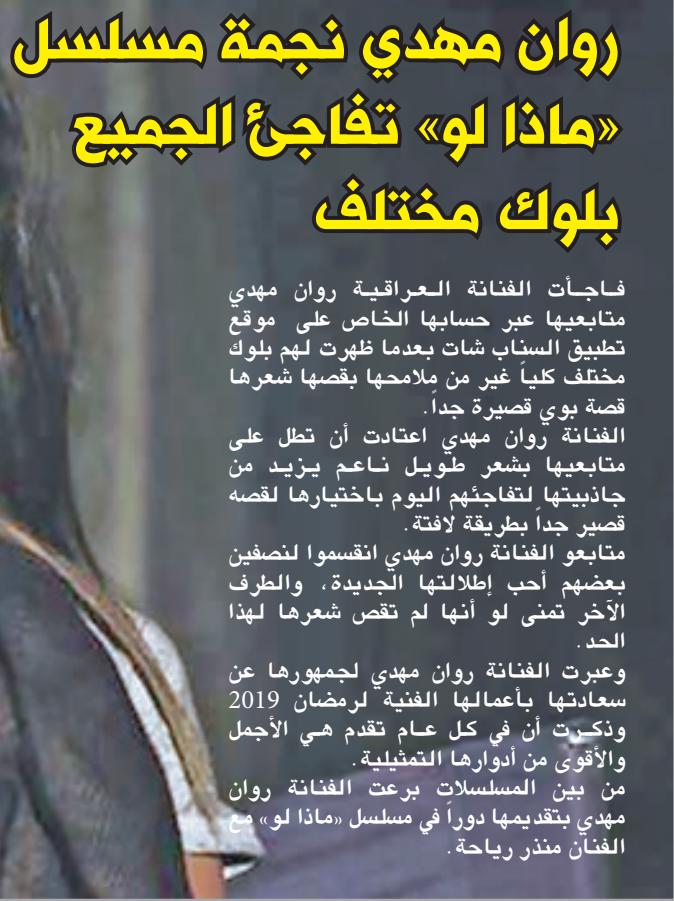 روان مهدي نجمة مسلسل
«ماذا لو» تفاجئ الجميع
بلوك مختلف
فاجأت الفنانة العراقية روان مهدي
متابعيها عبر حسابها الخاص على موقع
تطبيق السناب شات بعدما ظهرت لهم بلوك
مختلف كلياً غير من ملامحها بقصها شعرها
قصة بوي قصيرة جداً.
الفنانة روان مهدي اعتادت أن تطل على
متابعيها بشعر طويل ناعم يزيد من
جاذبيتها لتفاجئهم اليوم باختيارها لقصه
قصير جداً بطريقة لافتة.
متابعو الفنانة روان مهدي انقسموا لنصفين
بعضهم أحب إطلالتها الجديدة، والطرف
الآخر تمنى لو أنها لم تقص شعرها لهذا
الحد.
وعبرت الفنانة روان مهدي لجمهورها عن
سعادتها بأعمالها الفنية لرمضان 2019
وذكرت أن في كل عام تقدم هي الأجمل
والأقوى من أدوارها التمثيلية.
من بين المسلسلات برعت الفنانة روان
مهدي بتقديمها دوراً في مسلسل «ماذا لو» مع
الفنان منذر رياحة.